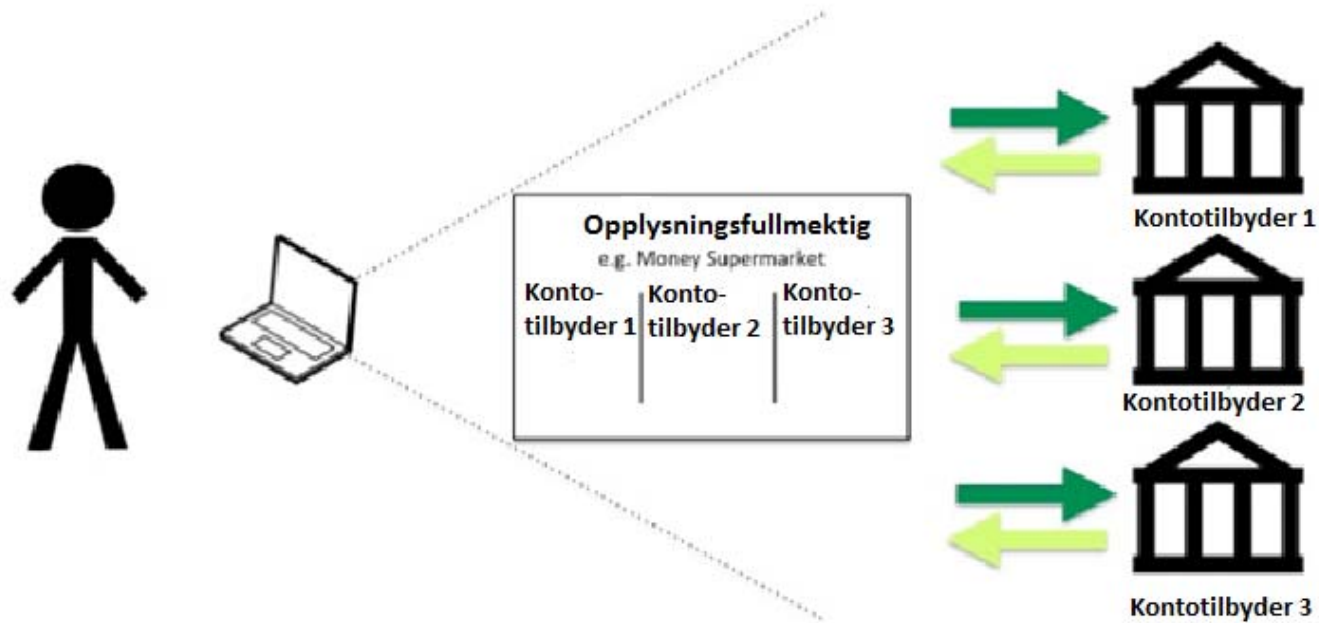 Opplysningsfullmektig
e.g. Money Supermarket
Konto-
tilbyder 1
Konto-
tilbyder 2
Konto-
tilbyder 3
Kontotilbyder 1
Kontotilbyder 2
Kontotilbyder 3